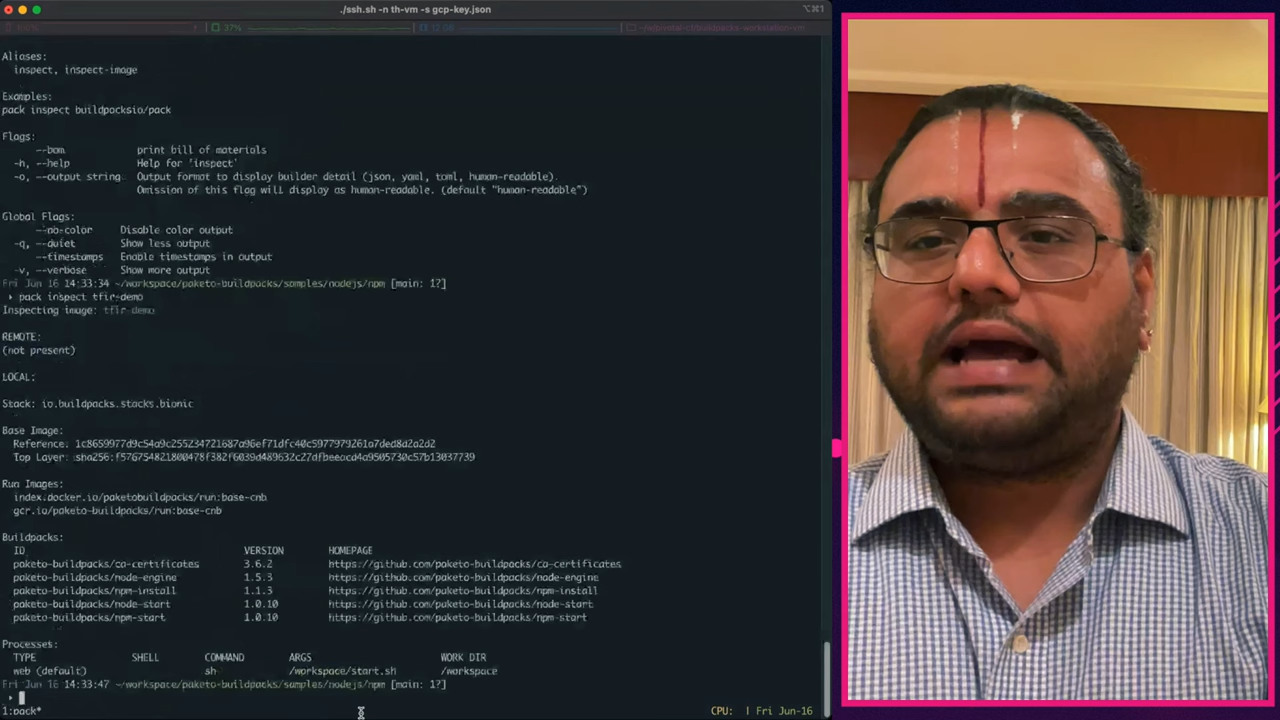 ./ssh.sh -n th-vm -s gcp-key.json
⌥⌘1
37%
Aliases:
inspect, inspect-image
Examples:
pack inspect buildpacksio/pack
Flags:
--bom print bill of materials
-h, --help Help for 'inspect'
-o, --output string Output format to display builder detail (json, yaml, toml, human-readable).
Omission of this flag will display as human-readable. (default "human-readable")
Global Flags:
--no-color Disable color output
-q, --quiet Show less output
--timestamps Enable timestamps in output
-v, --verbose Show more output
Fri Jun 16 14:33:34 ~/workspace/paketo-buildpacks/samples/nodejs/npm [main: 1?]
pack inspect tfir-demo
Inspecting image: tfir-demo
REMOTE:
(not present)
LOCAL:
Stack: io.buildpacks.stacks.bionic
Base Image:
Reference: 1c8659977d9c54a9c255234721687a96ef71dfc40c5977979261a7ded8d2a2d2
Top Layer: sha256:f576754821800478f382f6039d489632c27dfbeeacd4a9505730c57b13037739
Run Images:
index.docker.io/paketobuildpacks/run:base-cnb
gcr.io/paketo-buildpacks/run:base-cnb
Buildpacks:
ID VERSION HOMEPAGE
paketo-buildpacks/ca-certificates 3.6.2 https://github.com/paketo-buildpacks/ca-certificates
paketo-buildpacks/node-engine 1.5.3 https://github.com/paketo-buildpacks/node-engine
paketo-buildpacks/npm-install 1.1.3 https://github.com/paketo-buildpacks/npm-install
paketo-buildpacks/node-start 1.0.10 https://github.com/paketo-buildpacks/node-start
paketo-buildpacks/npm-start 1.0.10 https://github.com/paketo-buildpacks/npm-start
Processes:
TYPE SHELL COMMAND ARGS WORK DIR
web (default) sh /workspace/start.sh /workspace
Fri Jun 16 14:33:47 ~/workspace/paketo-buildpacks/samples/nodejs/npm [main: 1?]
1:pack* CPU: | Fri Jun-16